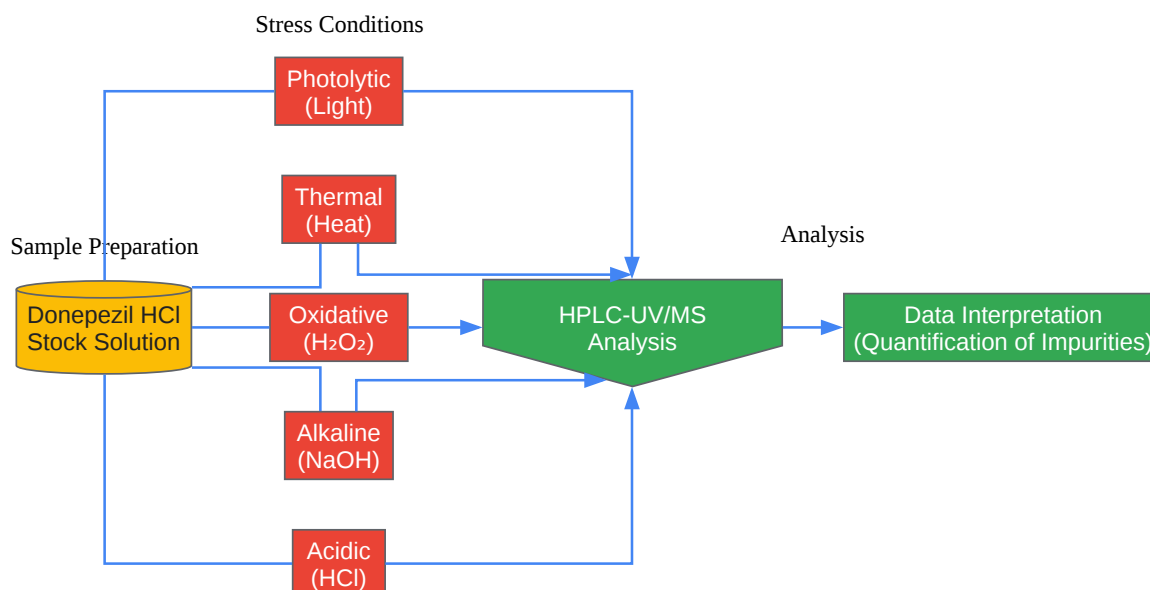 Stress Conditions
Photolytic
(Light)
Thermal
(Heat)
Sample Preparation
Analysis
Donepezil HCl
Stock Solution
Oxidative
(H₂O₂)
HPLC-UV/MS
Analysis
Data Interpretation
(Quantification of Impurities)
Alkaline
(NaOH)
Acidic
(HCl)